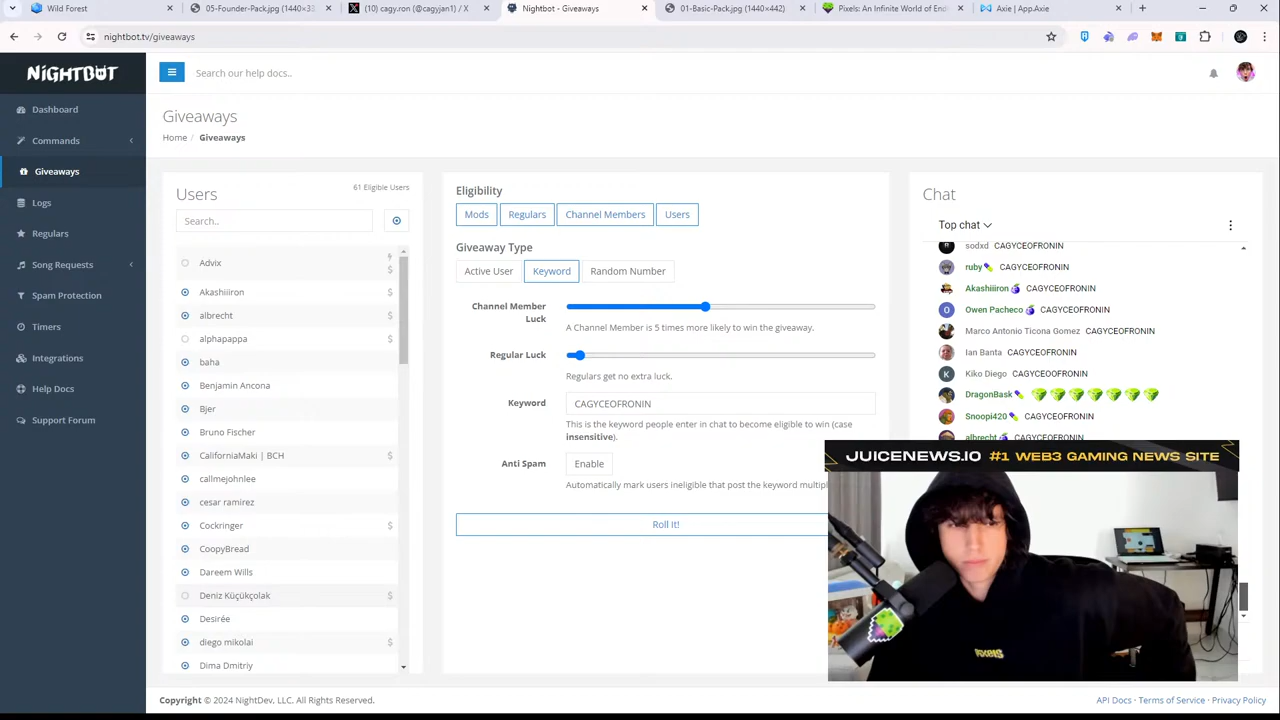 Wild Forest
05-Founder-Pack.jpg (1440×3
(10) cagy.ron (@cagyjan1) / X
Nightbot - Giveaways
01-Basic-Pack.jpg (1440×442)
Pixels: An Infinite World of En
Axie | App.Axie
nightbot.tv/giveaways
NIGHTBOT
Search our help docs..
Dashboard
Commands
Giveaways
Logs
Regulars
Song Requests
Spam Protection
Timers
Integrations
Help Docs
Support Forum
Giveaways
Home / Giveaways
Users
61 Eligible Users
Search..
Advix
$
Akashiiiron $
albrecht $
alphapappa $
baha
Benjamin Ancona
Bjer
Bruno Fischer
CaliforniaMaki | BCH $
callmejohnlee
cesar ramirez
Cockringer $
CoopyBread
Dareem Wills
Deniz Küçükçolak $
Desirée
diego mikolai $
Dima Dmitriy
Eligibility
Mods Regulars Channel Members Users
Giveaway Type
Active User Keyword Random Number
Channel Member
Luck
A Channel Member is 5 times more likely to win the giveaway.
Regular Luck
Regulars get no extra luck.
Keyword
CAGYCEOFRONIN
This is the keyword people enter in chat to become eligible to win (case
insensitive).
Anti Spam
Enable
Automatically mark users ineligible that post the keyword multipl
Roll It!
Chat
Top chat
sodxd CAGYCEOFRONIN
ruby CAGYCEOFRONIN
Akashiiiron CAGYCEOFRONIN
O Owen Pacheco CAGYCEOFRONIN
Marco Antonio Ticona Gomez CAGYCEOFRONIN
Ian Banta CAGYCEOFRONIN
K Kiko Diego CAGYCEOOFRONIN
DragonBask
Snoopi420 CAGYCEOFRONIN
albrecht CAGYCEOFRONIN
JUICENEWS.IO #1 WEB3 GAMING NEWS SITE
PIXELS
Copyright © 2024 NightDev, LLC. All Rights Reserved.
API Docs · Terms of Service · Privacy Policy